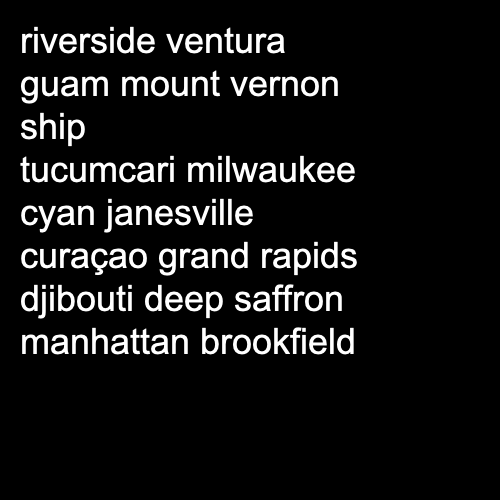 riverside ventura
guam mount vernon
ship
tucumcari milwaukee
cyan janesville
curaçao grand rapids
djibouti deep saffron
manhattan brookfield